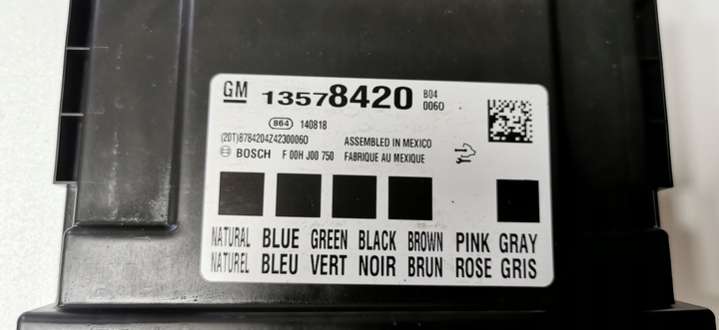 GM 13578420 B04
0060
864 140818
(20T)8784204Z42300060 ASSEMBLED IN MEXICO
BOSCH F 00H J00 750 FABRIQUE AU MEXIQUE
NATURAL BLUE GREEN BLACK BROWN PINK GRAY
NATUREL BLEU VERT NOIR BRUN ROSE GRIS